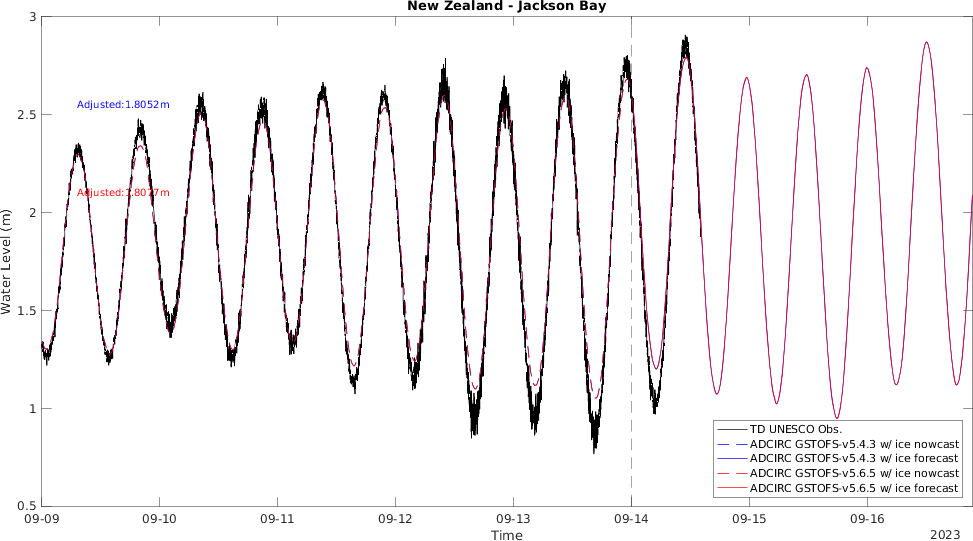 New Zealand - Jackson Bay
Water Level (m)
3
2.5
2
1.5
1
0.5
Adjusted:1.8052m
Adjusted:1.8077m
TD UNESCO Obs.
ADCIRC GSTOFS-v5.4.3 w/ ice nowcast
ADCIRC GSTOFS-v5.4.3 w/ ice forecast
ADCIRC GSTOFS-v5.6.5 w/ ice nowcast
ADCIRC GSTOFS-v5.6.5 w/ ice forecast
09-09 09-10 09-11 09-12 09-13 09-14 09-15 09-16
Time
2023